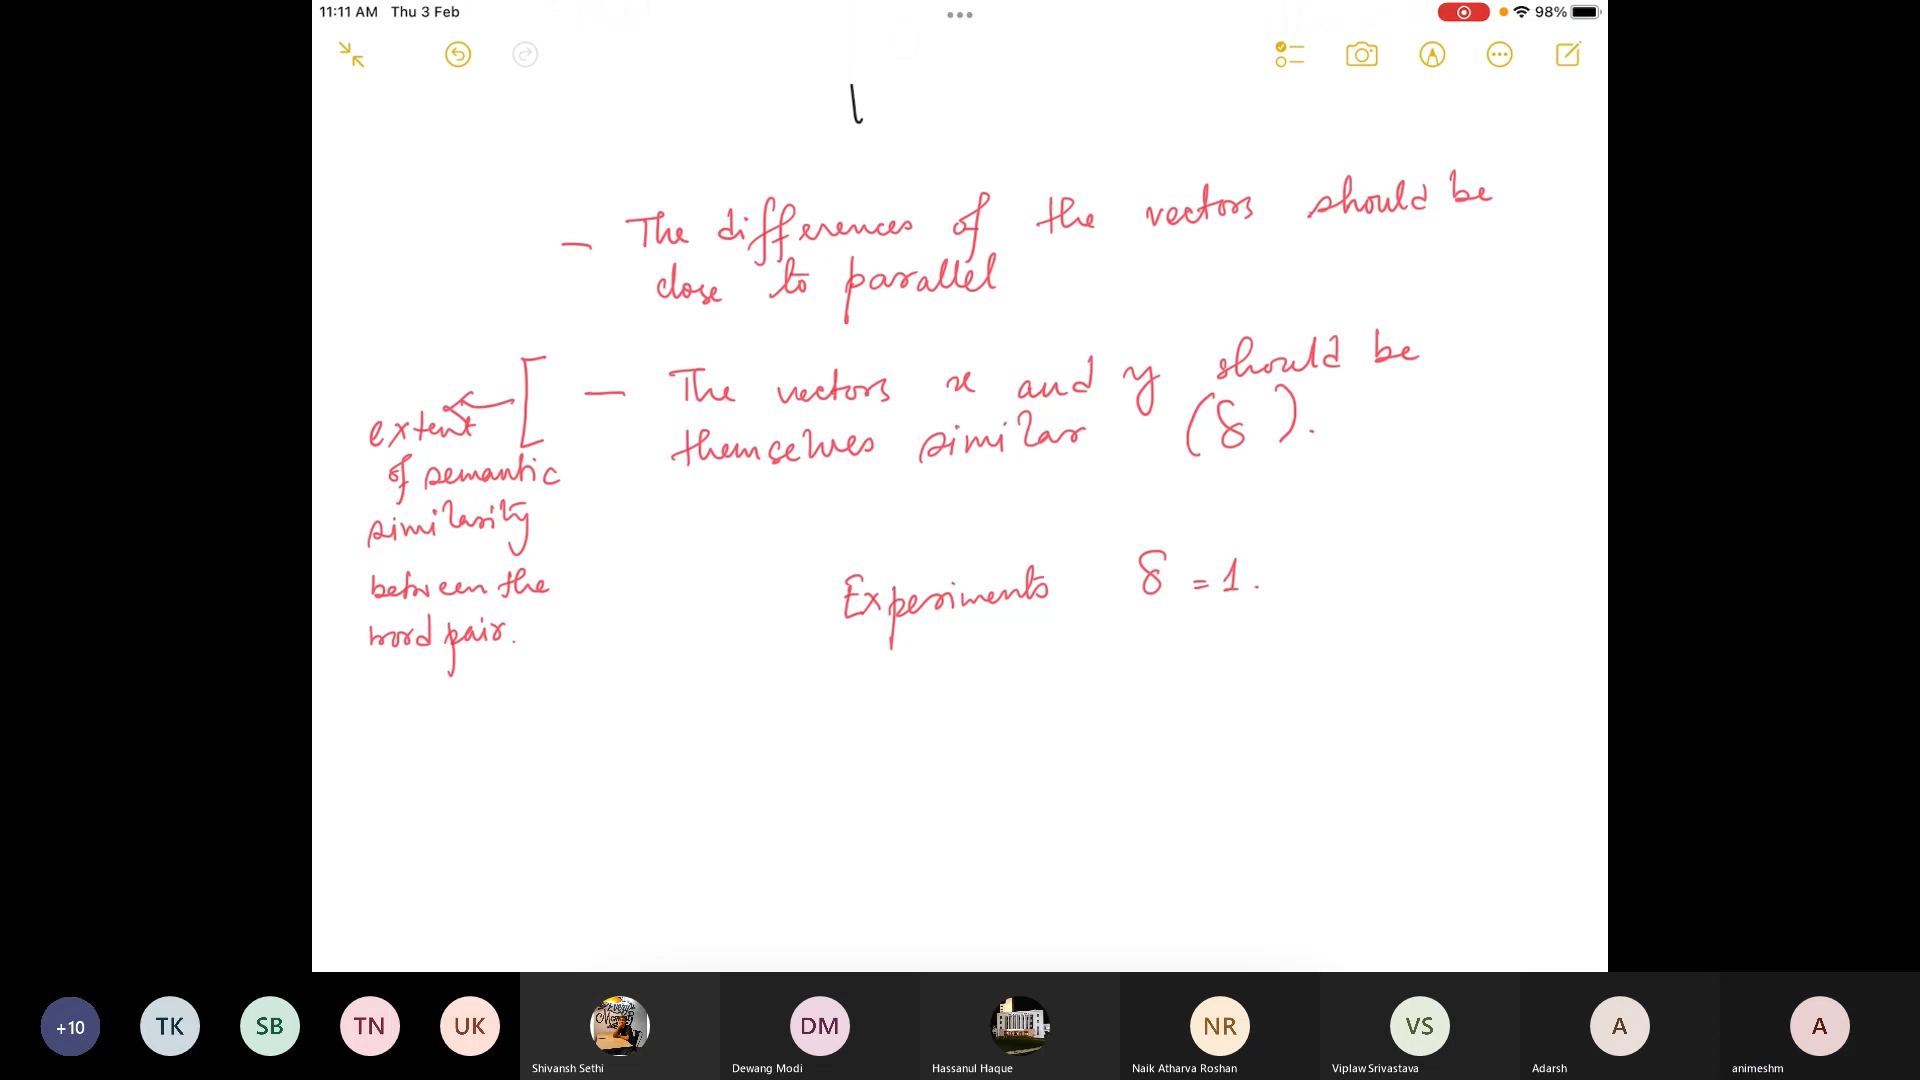 11:11 AM Thu 3 Feb
98%
- The differences of the vectors should be
close to parallel
- The vectors x and y should be
themselves similar (δ).
extent
of semantic
similarity
between the
word pair.
Experiments δ = 1.
+10
TK
SB
TN
UK
DM
NR
VS
A
A
Shivansh Sethi
Dewang Modi
Hassanul Haque
Naik Atharva Roshan
Viplaw Srivastava
Adarsh
animeshm